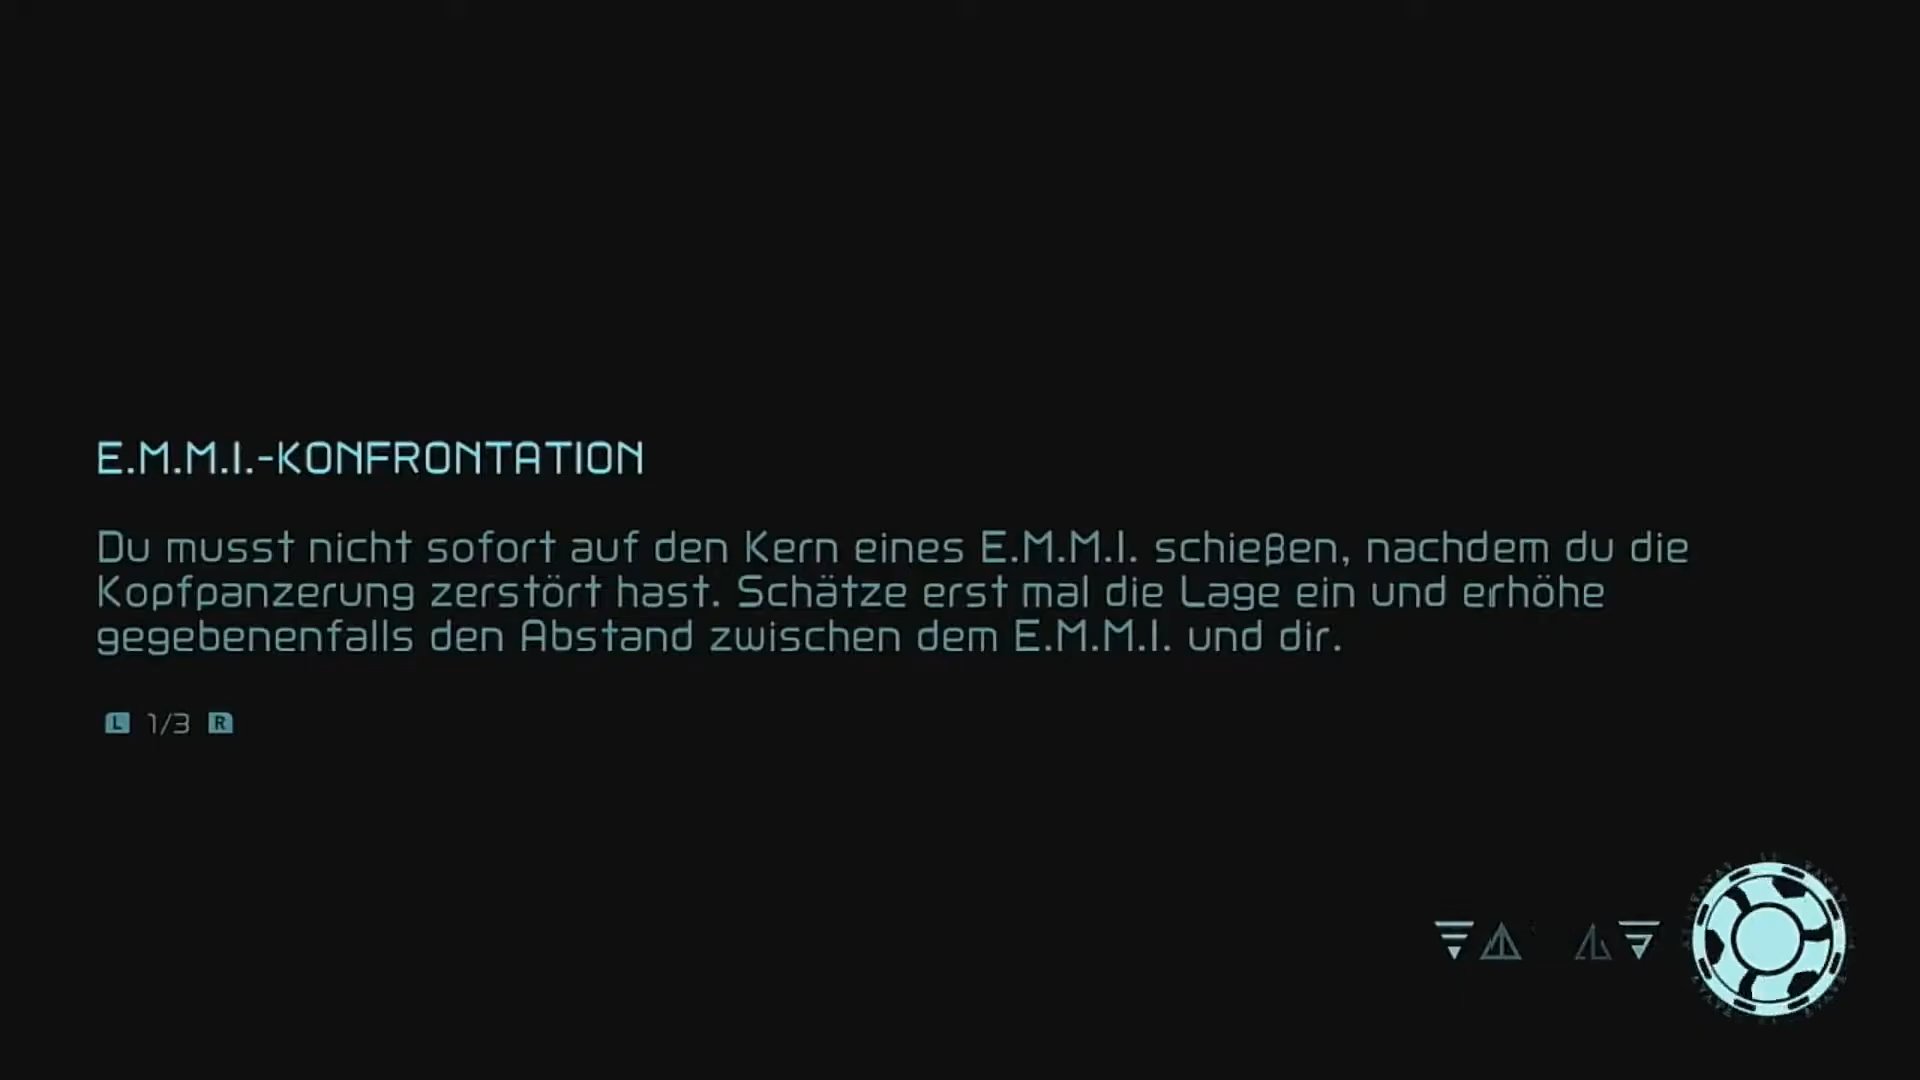 E.M.M.I.-KONFRONTATION
Du musst nicht sofort auf den Kern eines E.M.M.I. schießen, nachdem du die
Kopfpanzerung zerstört hast. Schätze erst mal die Lage ein und erhöhe
gegebenenfalls den Abstand zwischen dem E.M.M.I. und dir.
L 1/3 R